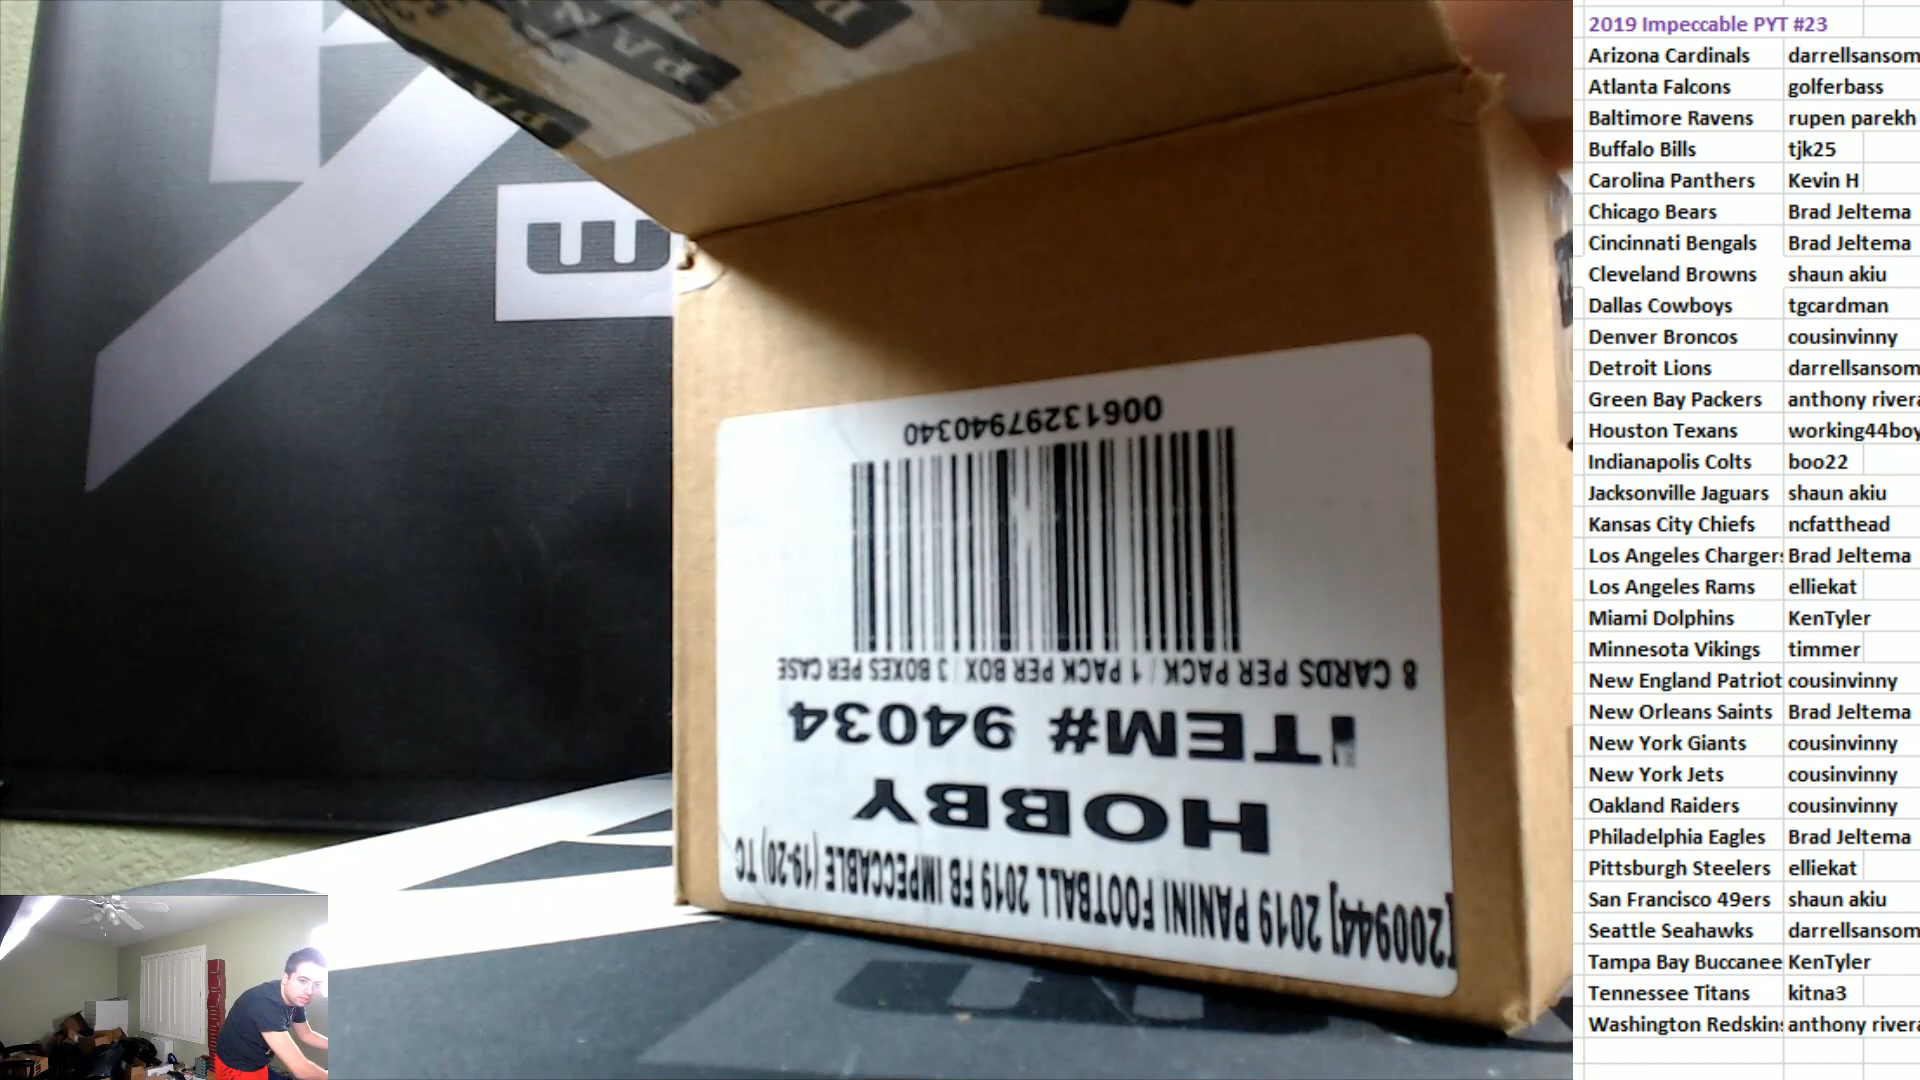 2019 Impeccable PYT #23
Arizona Cardinals darrellsansom
Atlanta Falcons golferbass
Baltimore Ravens rupen parekh
Buffalo Bills tjk25
Carolina Panthers Kevin H
Chicago Bears Brad Jeltema
Cincinnati Bengals Brad Jeltema
Cleveland Browns shaun akiu
Dallas Cowboys tgcardman
Denver Broncos cousinvinny
Detroit Lions darrellsansom
Green Bay Packers anthony rivera
Houston Texans working44boy
Indianapolis Colts boo22
Jacksonville Jaguars shaun akiu
Kansas City Chiefs ncfatthead
Los Angeles Chargers Brad Jeltema
Los Angeles Rams elliekat
Miami Dolphins KenTyler
Minnesota Vikings timmer
New England Patriot cousinvinny
New Orleans Saints Brad Jeltema
New York Giants cousinvinny
New York Jets cousinvinny
Oakland Raiders cousinvinny
Philadelphia Eagles Brad Jeltema
Pittsburgh Steelers elliekat
San Francisco 49ers shaun akiu
Seattle Seahawks darrellsansom
Tampa Bay Buccanee KenTyler
Tennessee Titans kitna3
Washington Redskins anthony rivera
[200944] 2019 PANINI FOOTBALL 2019 FB IMPECCABLE (19-20) TC
HOBBY
ITEM# 94034
8 CARDS PER PACK / 1 PACK PER BOX / 3 BOXES PER CASE
00613297940340